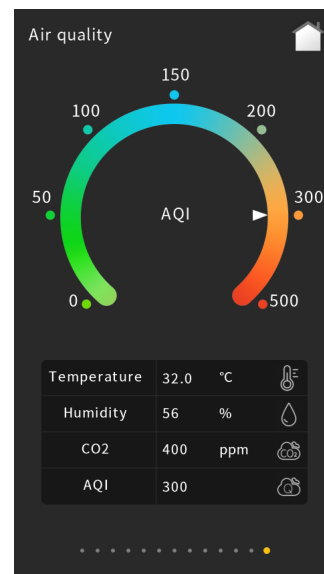 Air quality
150
100 200
50 300
AQI
0 500
Temperature 32.0 ℃
Humidity 56 %
CO2 400 ppm CO₂
AQI 300 Q